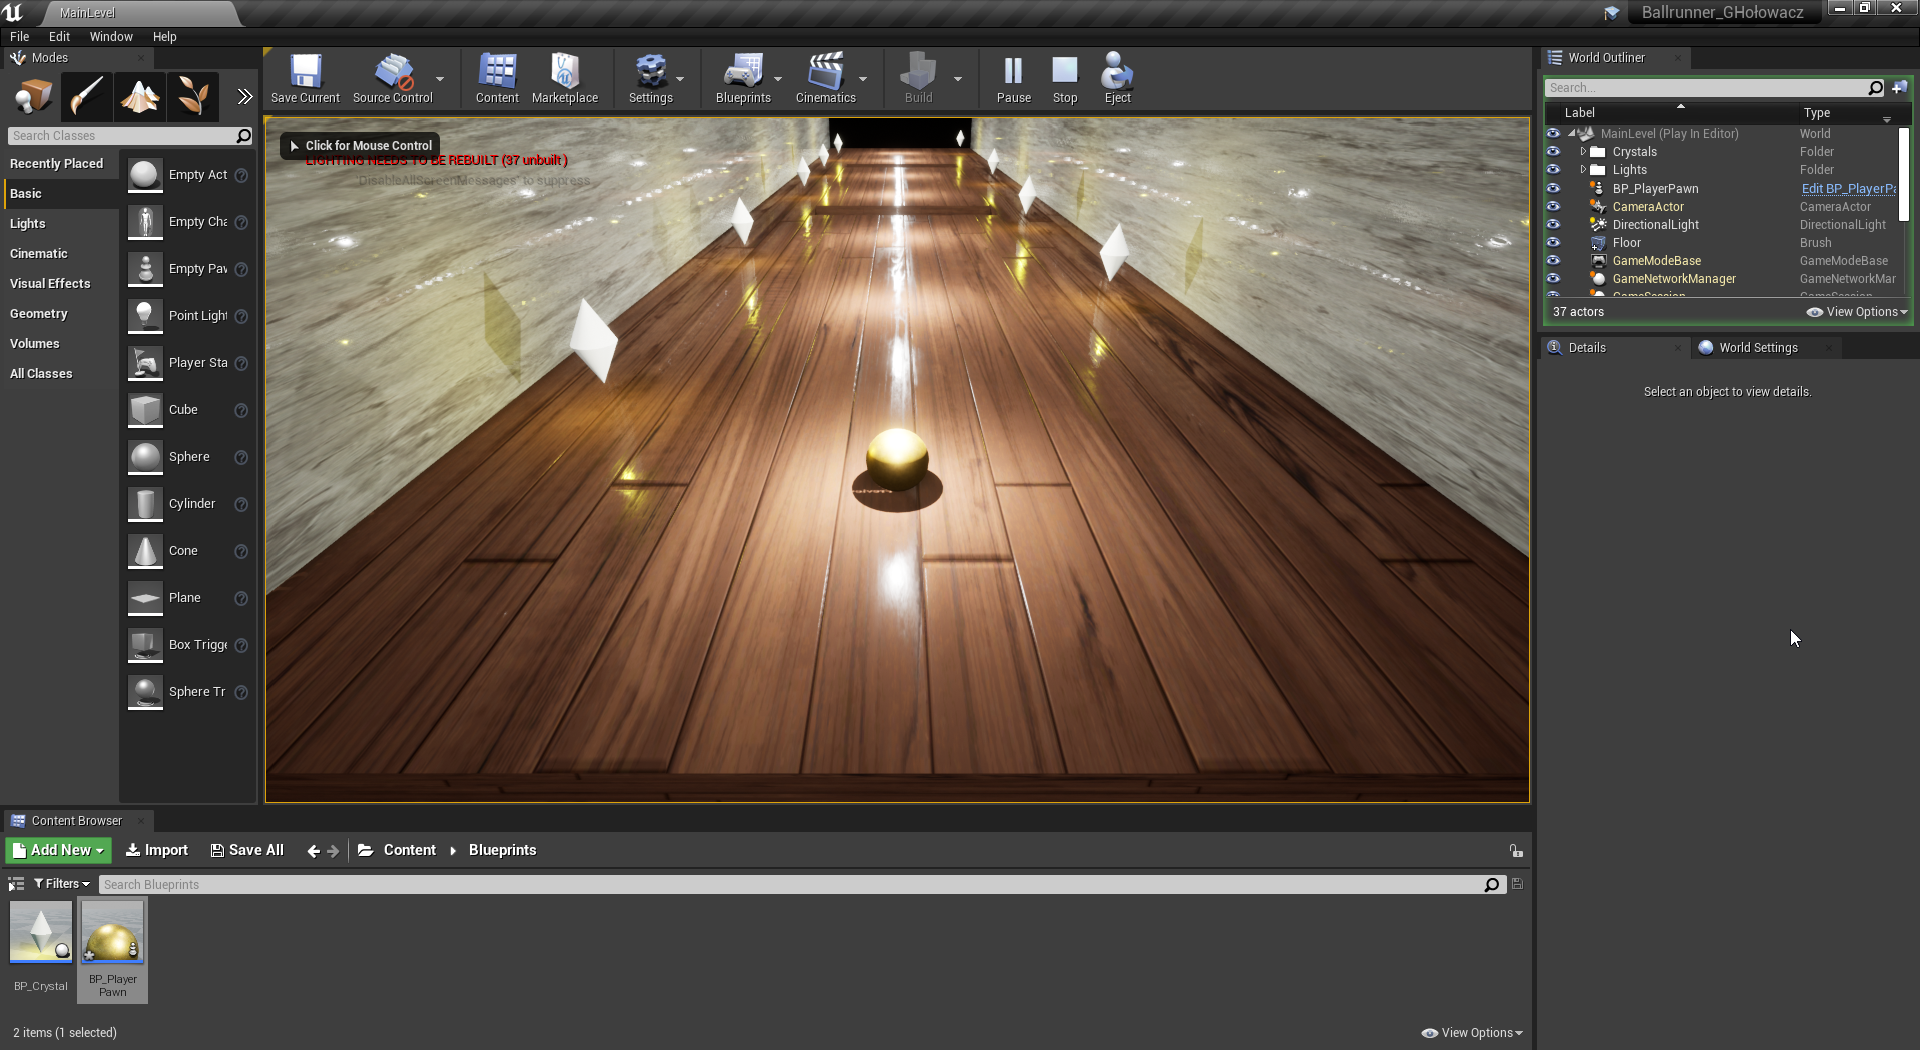 MainLevel
Ballrunner_GHołowacz
File Edit Window Help
Modes
Search Classes
Recently Placed
Basic
Lights
Cinematic
Visual Effects
Geometry
Volumes
All Classes
Empty Act
Empty Cha
Empty Pav
Point Light
Player Sta
Cube
Sphere
Cylinder
Cone
Plane
Box Trigge
Sphere Tr
Save Current
Source Control
Content
Marketplace
Settings
Blueprints
Cinematics
Build
Pause
Stop
Eject
Click for Mouse Control
LIGHTING NEEDS TO BE REBUILT (37 unbuilt)
'DisableAllScreenMessages' to suppress
World Outliner
Search...
Label Type
MainLevel (Play In Editor) World
Crystals Folder
Lights Folder
BP_PlayerPawn Edit BP_PlayerPa
CameraActor CameraActor
DirectionalLight DirectionalLight
Floor Brush
GameModeBase GameModeBase
GameNetworkManager GameNetworkMar
GameSession GameSession
37 actors
View Options
Details
World Settings
Select an object to view details.
Content Browser
Add New
Import
Save All
Content
Blueprints
Filters
Search Blueprints
BP_Crystal
BP_Player
Pawn
2 items (1 selected)
View Options